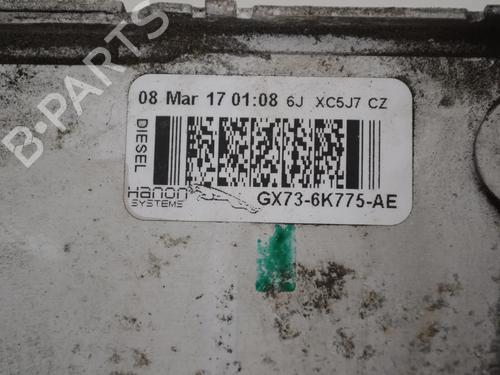 B-PARTS
08 Mar 17 01:08 6J XC5J7 CZ
DIESEL
Hanon
SYSTEMS
GX73-6K775-AE